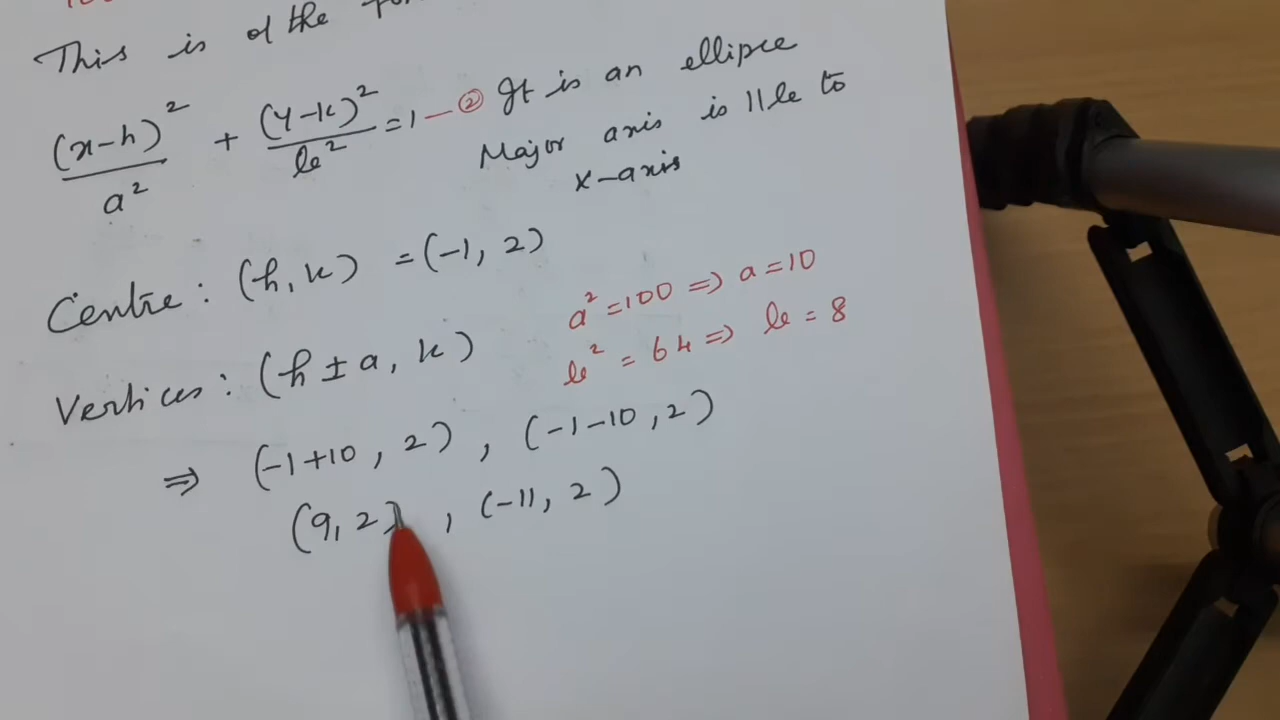 This is of the
(x-h)²/a² + (y-k)²/b² = 1 — ② It is an ellipce
Major axis is ||le to
x-axis
Centre : (h, k) = (-1, 2)
a² = 100 => a = 10
Vertices : (h ± a, k)
b² = 64 => b = 8
=> (-1+10, 2), (-1-10, 2)
(9, 2), (-11, 2)